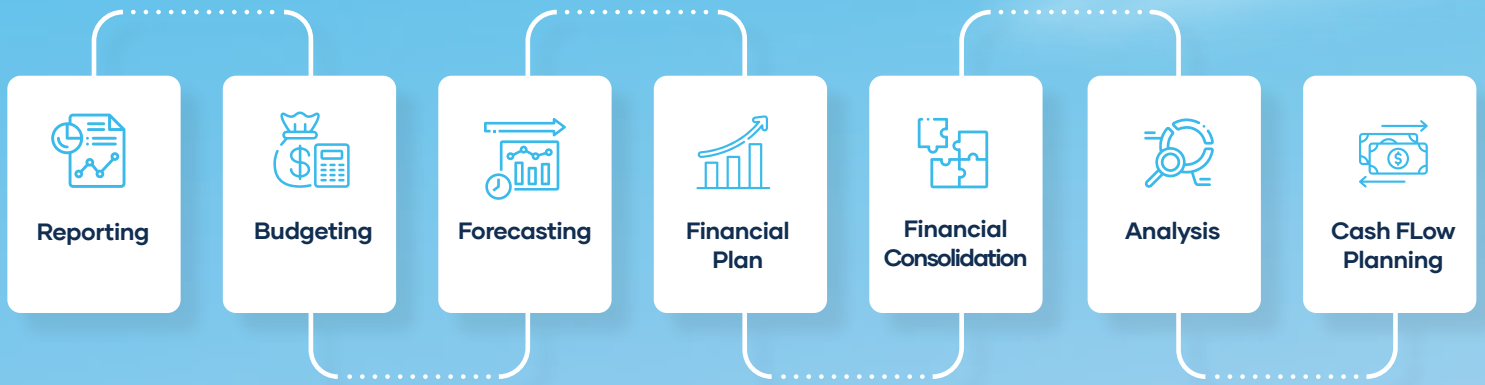 Reporting
Budgeting
Forecasting
Financial
Plan
Financial
Consolidation
Analysis
Cash FLow
Planning